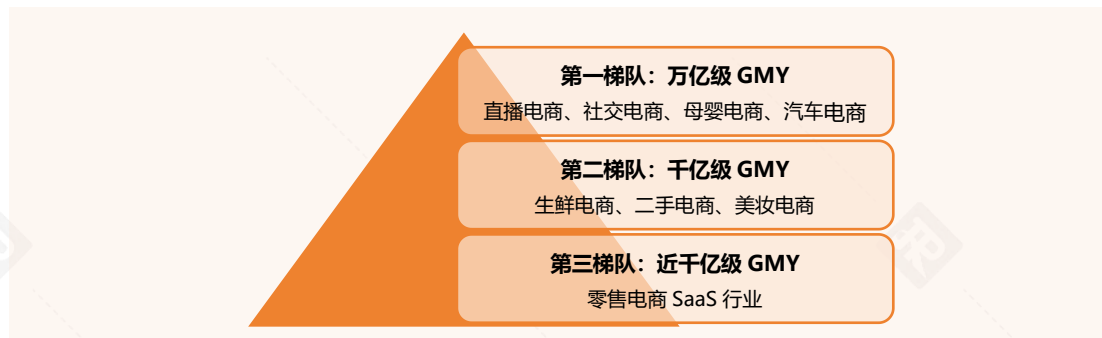 第一梯队：万亿级 GMY
直播电商、社交电商、母婴电商、汽车电商
第二梯队：千亿级 GMY
生鲜电商、二手电商、美妆电商
第三梯队：近千亿级 GMY
零售电商 SaaS 行业